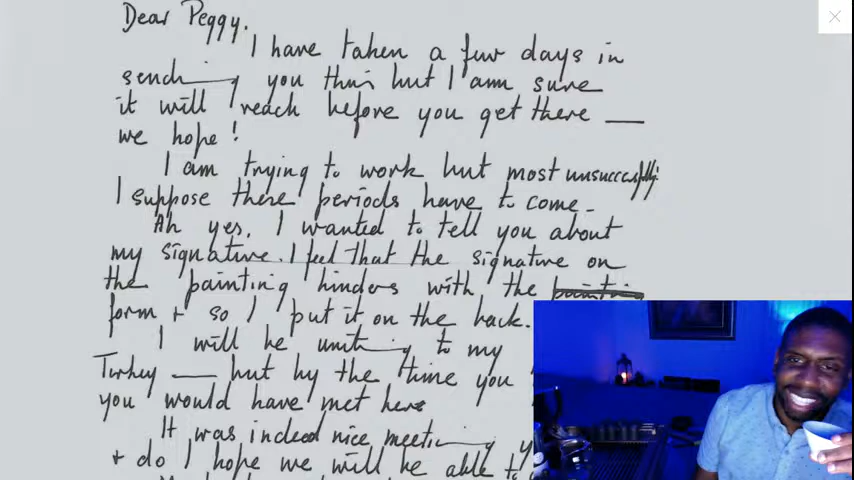 Dear Peggy.
I have taken a few days in
sending you this but I am sure
it will reach before you get there —
we hope!
I am trying to work but most unsuccessfully.
I suppose these periods have to come_
Ah yes, I wanted to tell you about
my signature. I feel that the signature on
the painting hinders with the
form + so I put it on the back.
I will be uniting to my
Turkey — but by the time you
you would have met her
It was indeed nice meeting
+ do I hope we will be able to